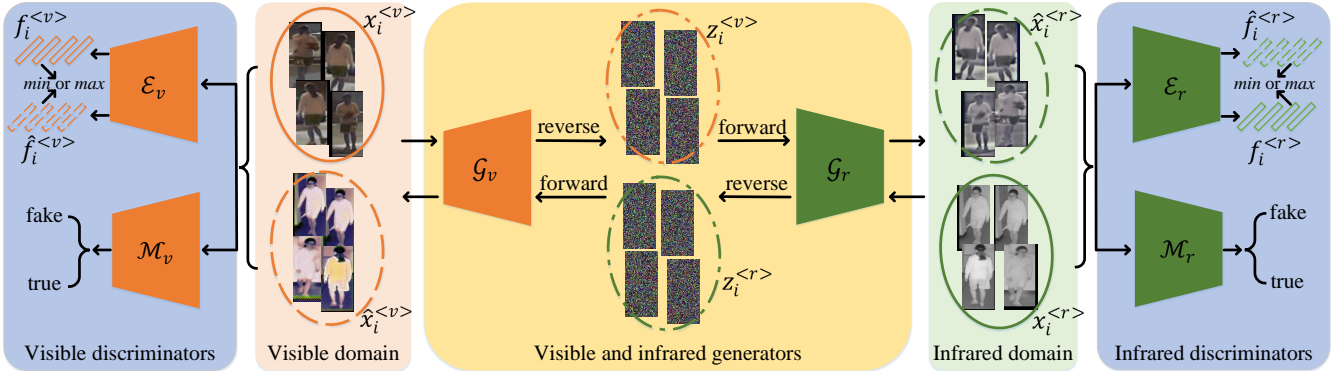 f_i^{<v>}
min or max
\hat{f}_i^{<v>}
ℰ_v
fake
true
ℳ_v
Visible discriminators
x_i^{<v>}
\hat{x}_i^{<v>}
Visible domain
𝒢_v
reverse
forward
z_i^{<v>}
z_i^{<r>}
forward
reverse
𝒢_r
Visible and infrared generators
\hat{x}_i^{<r>}
x_i^{<r>}
Infrared domain
ℰ_r
\hat{f}_i^{<r>}
min or max
f_i^{<r>}
ℳ_r
fake
true
Infrared discriminators